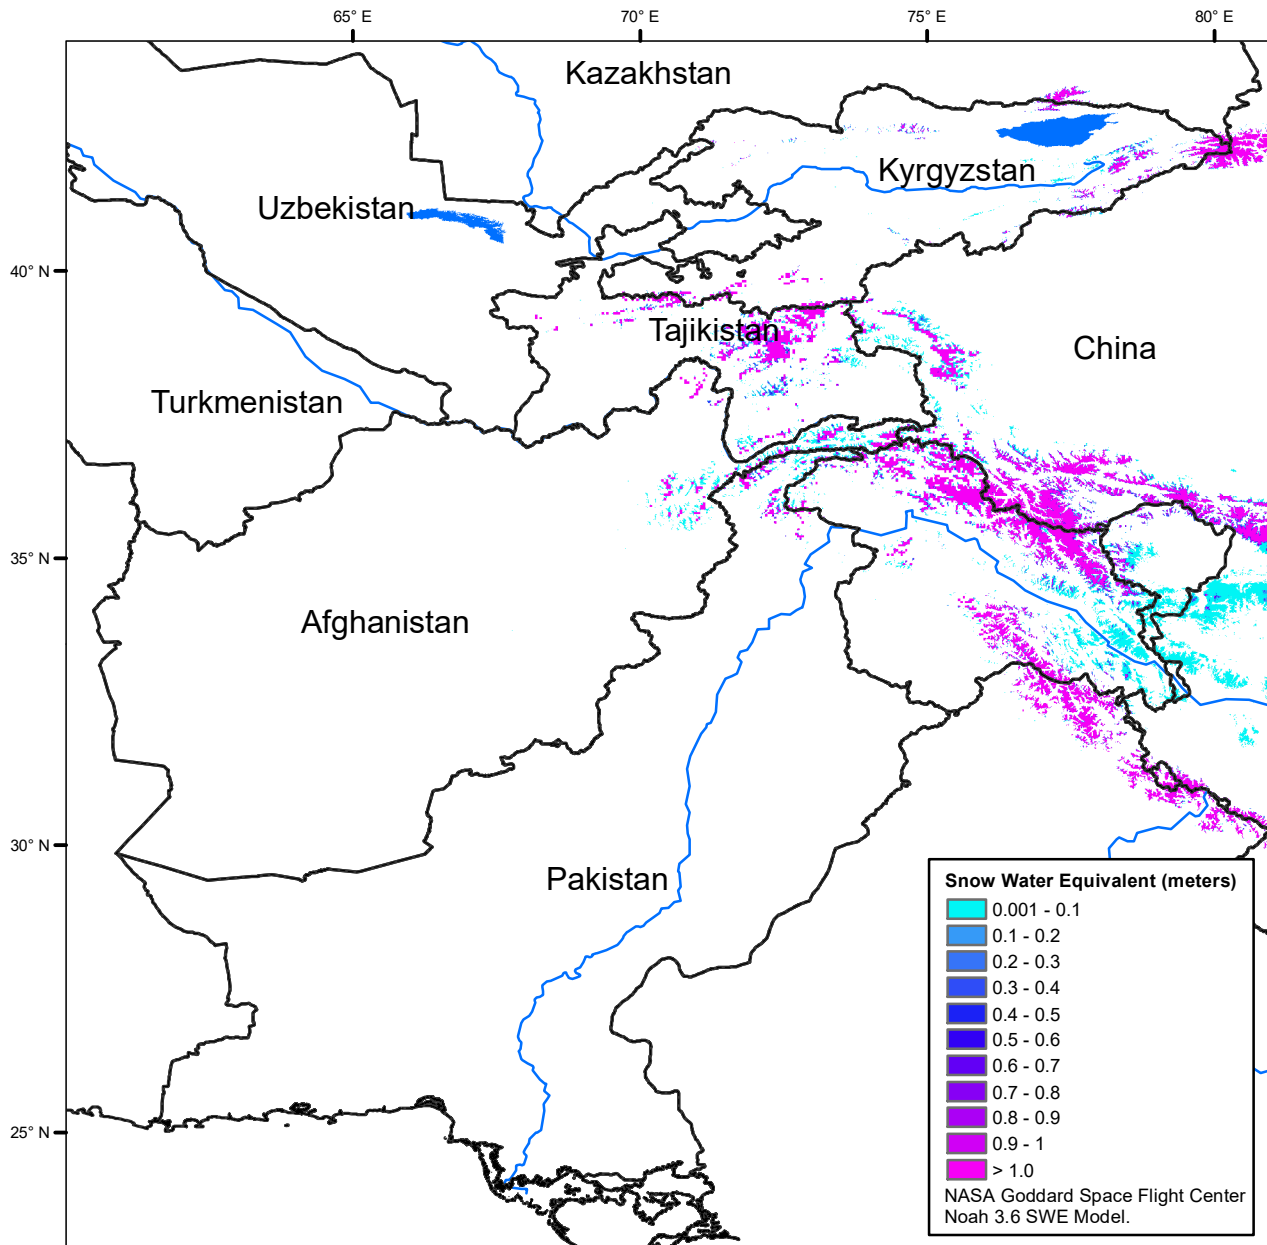 65° E
70° E
75° E
80° E
Kazakhstan
Kyrgyzstan
Uzbekistan
40° N
Tajikistan
China
Turkmenistan
35° N
Afghanistan
30° N
Pakistan
25° N
Snow Water Equivalent (meters)
0.001 - 0.1
0.1 - 0.2
0.2 - 0.3
0.3 - 0.4
0.4 - 0.5
0.5 - 0.6
0.6 - 0.7
0.7 - 0.8
0.8 - 0.9
0.9 - 1
> 1.0
NASA Goddard Space Flight Center
Noah 3.6 SWE Model.